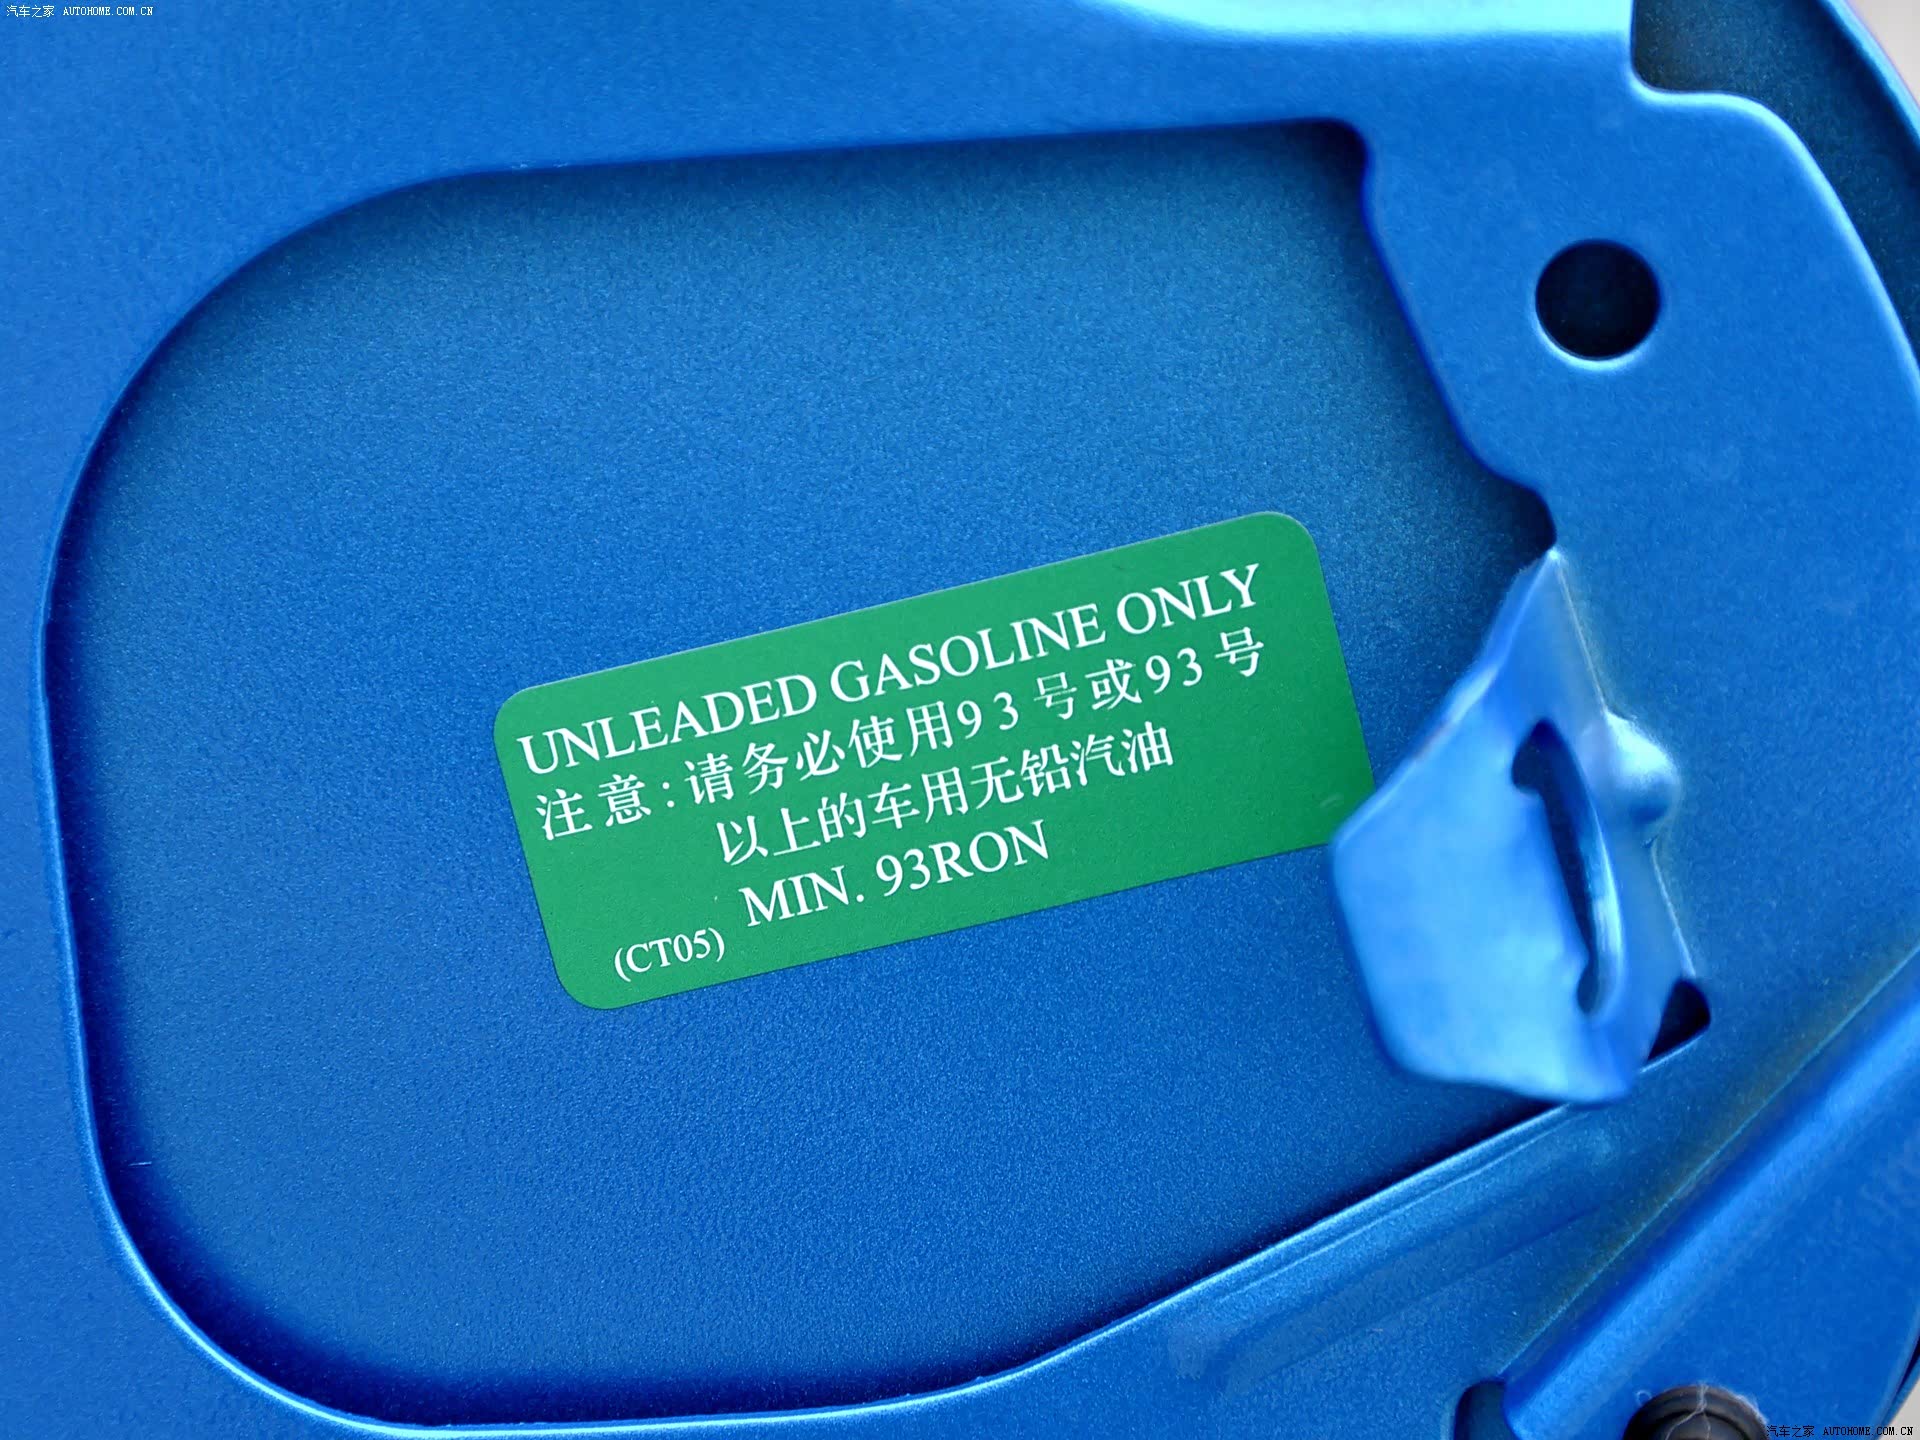 汽车之家 AUTOHOME.COM.CN
UNLEADED GASOLINE ONLY
注意:请务必使用93号或93号
以上的车用无铅汽油
MIN. 93RON
(CT05)
汽车之家 AUTOHOME.COM.CN